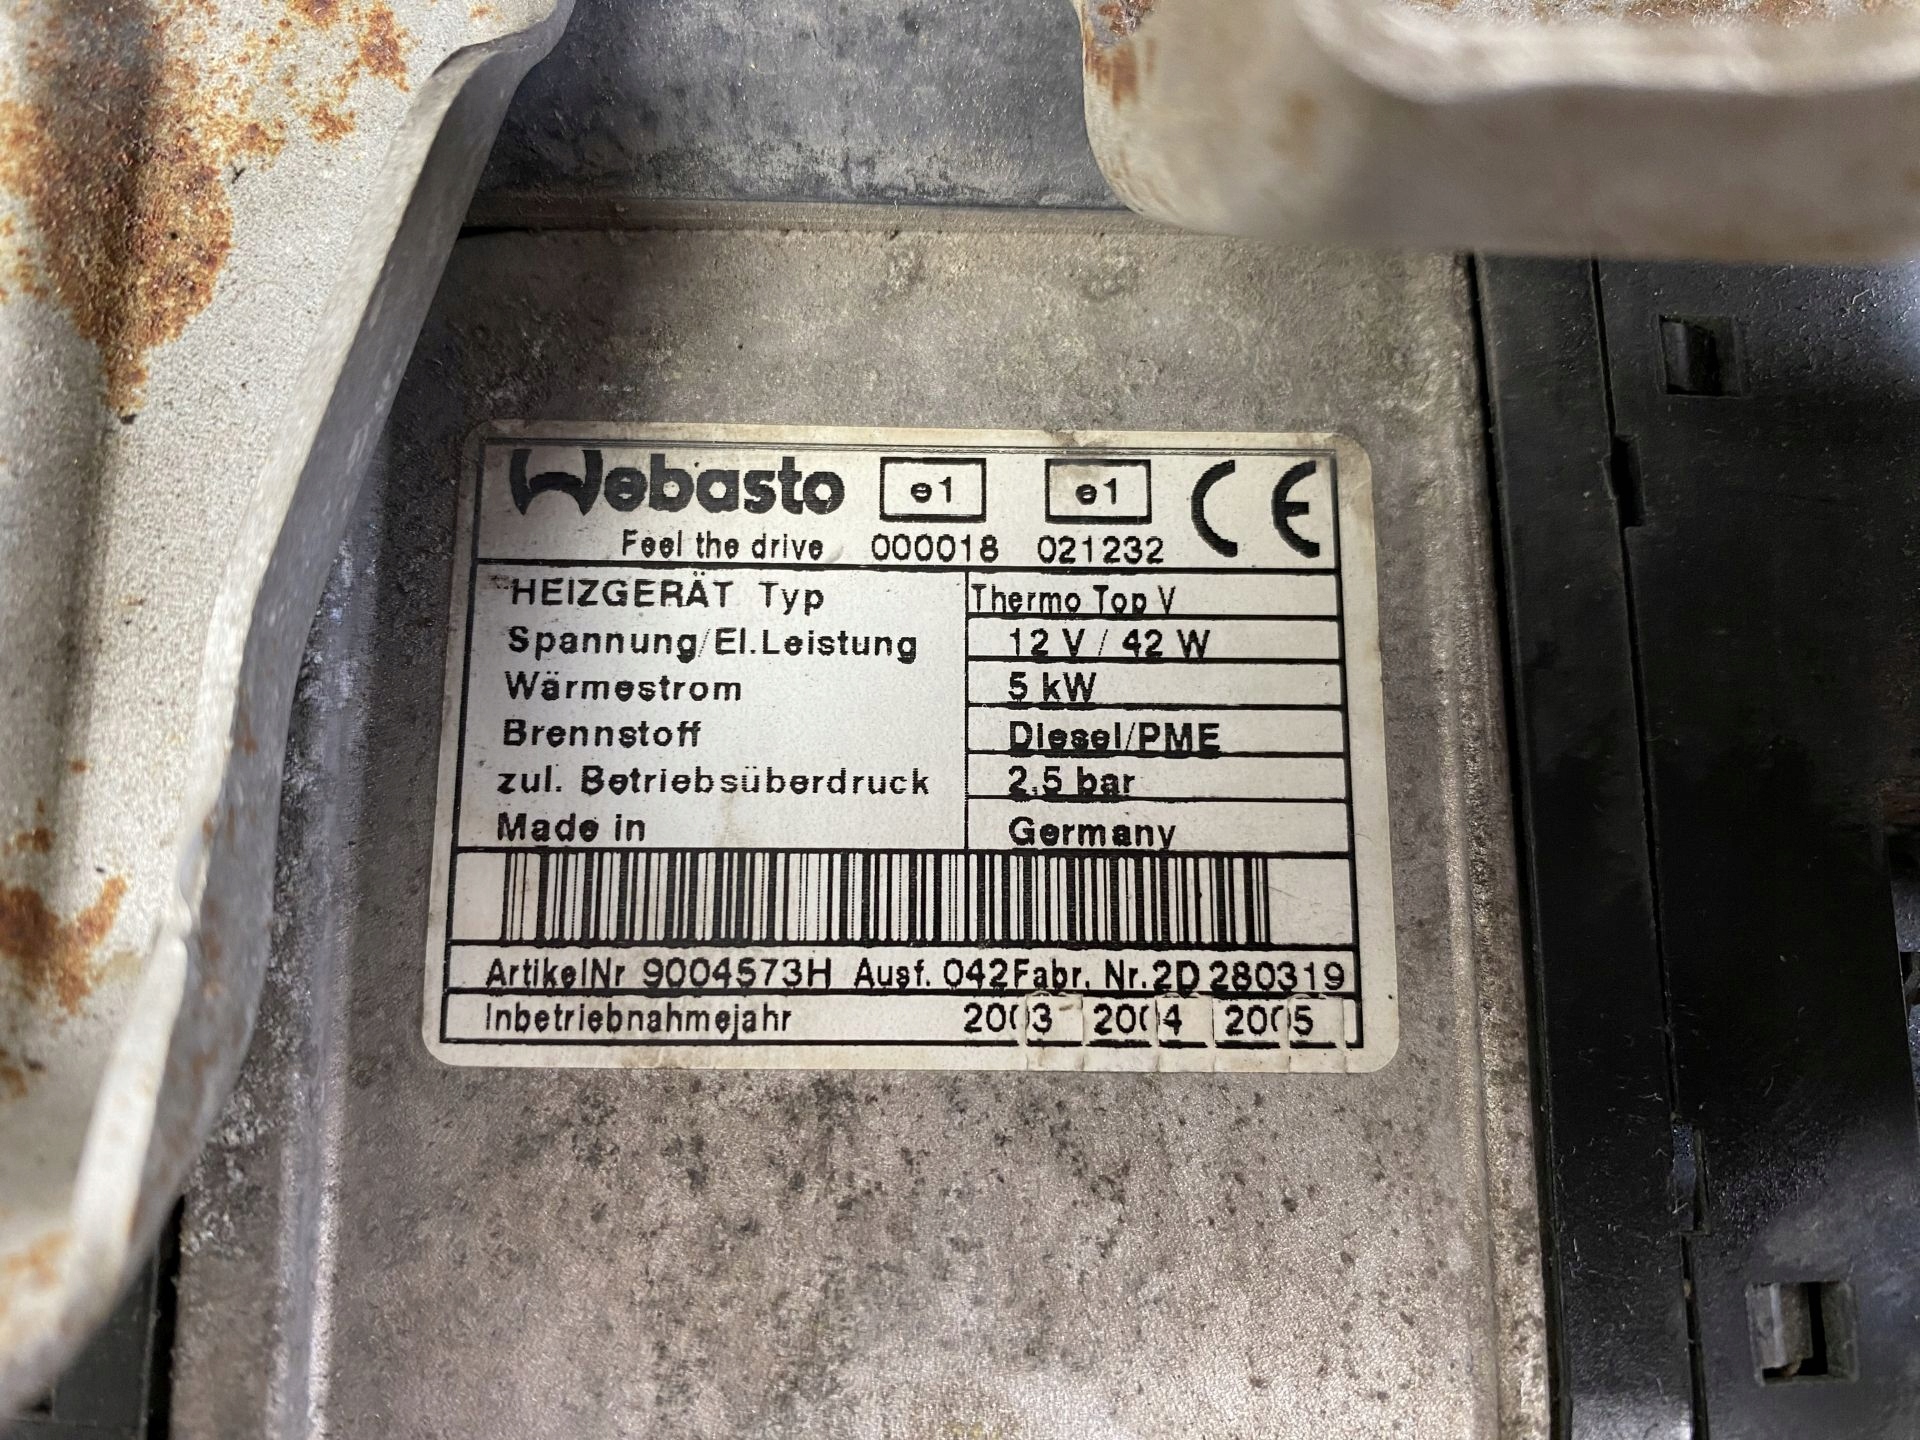 Webasto e1 e1 CE
Feel the drive 000018 021232
HEIZGERÄT Typ Thermo Top V
Spannung/El.Leistung 12 V / 42 W
Wärmestrom 5 kW
Brennstoff Diesel/PME
zul. Betriebsüberdruck 2,5 bar
Made in Germany
ArtikelNr 9004573H Ausf. 042 Fabr. Nr. 2D 280319
Inbetriebnahmejahr 2003 2004 2005